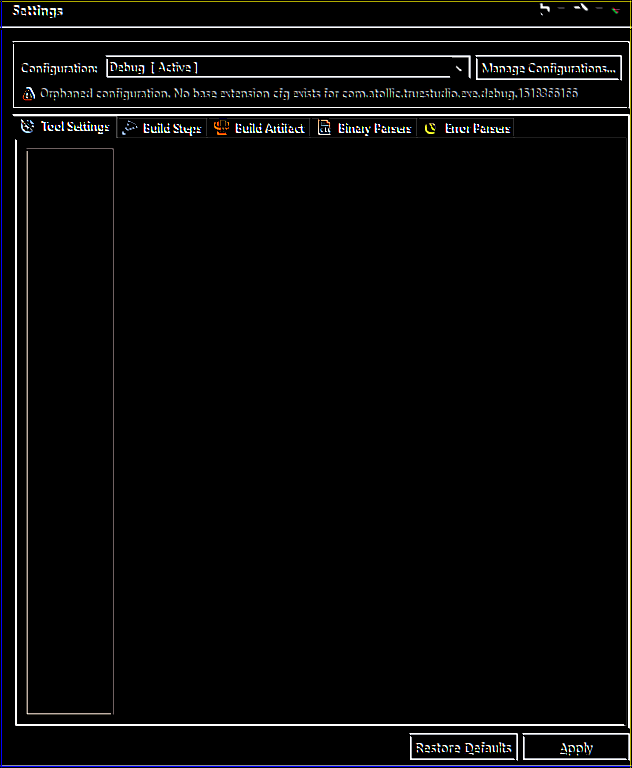 Settings
Configuration: Debug [ Active ] Manage Configurations...
Orphaned configuration. No base extension cfg exists for com.atollic.truestudio.exe.debug.1518366166
Tool Settings Build Steps Build Artifact Binary Parsers Error Parsers
Restore Defaults Apply